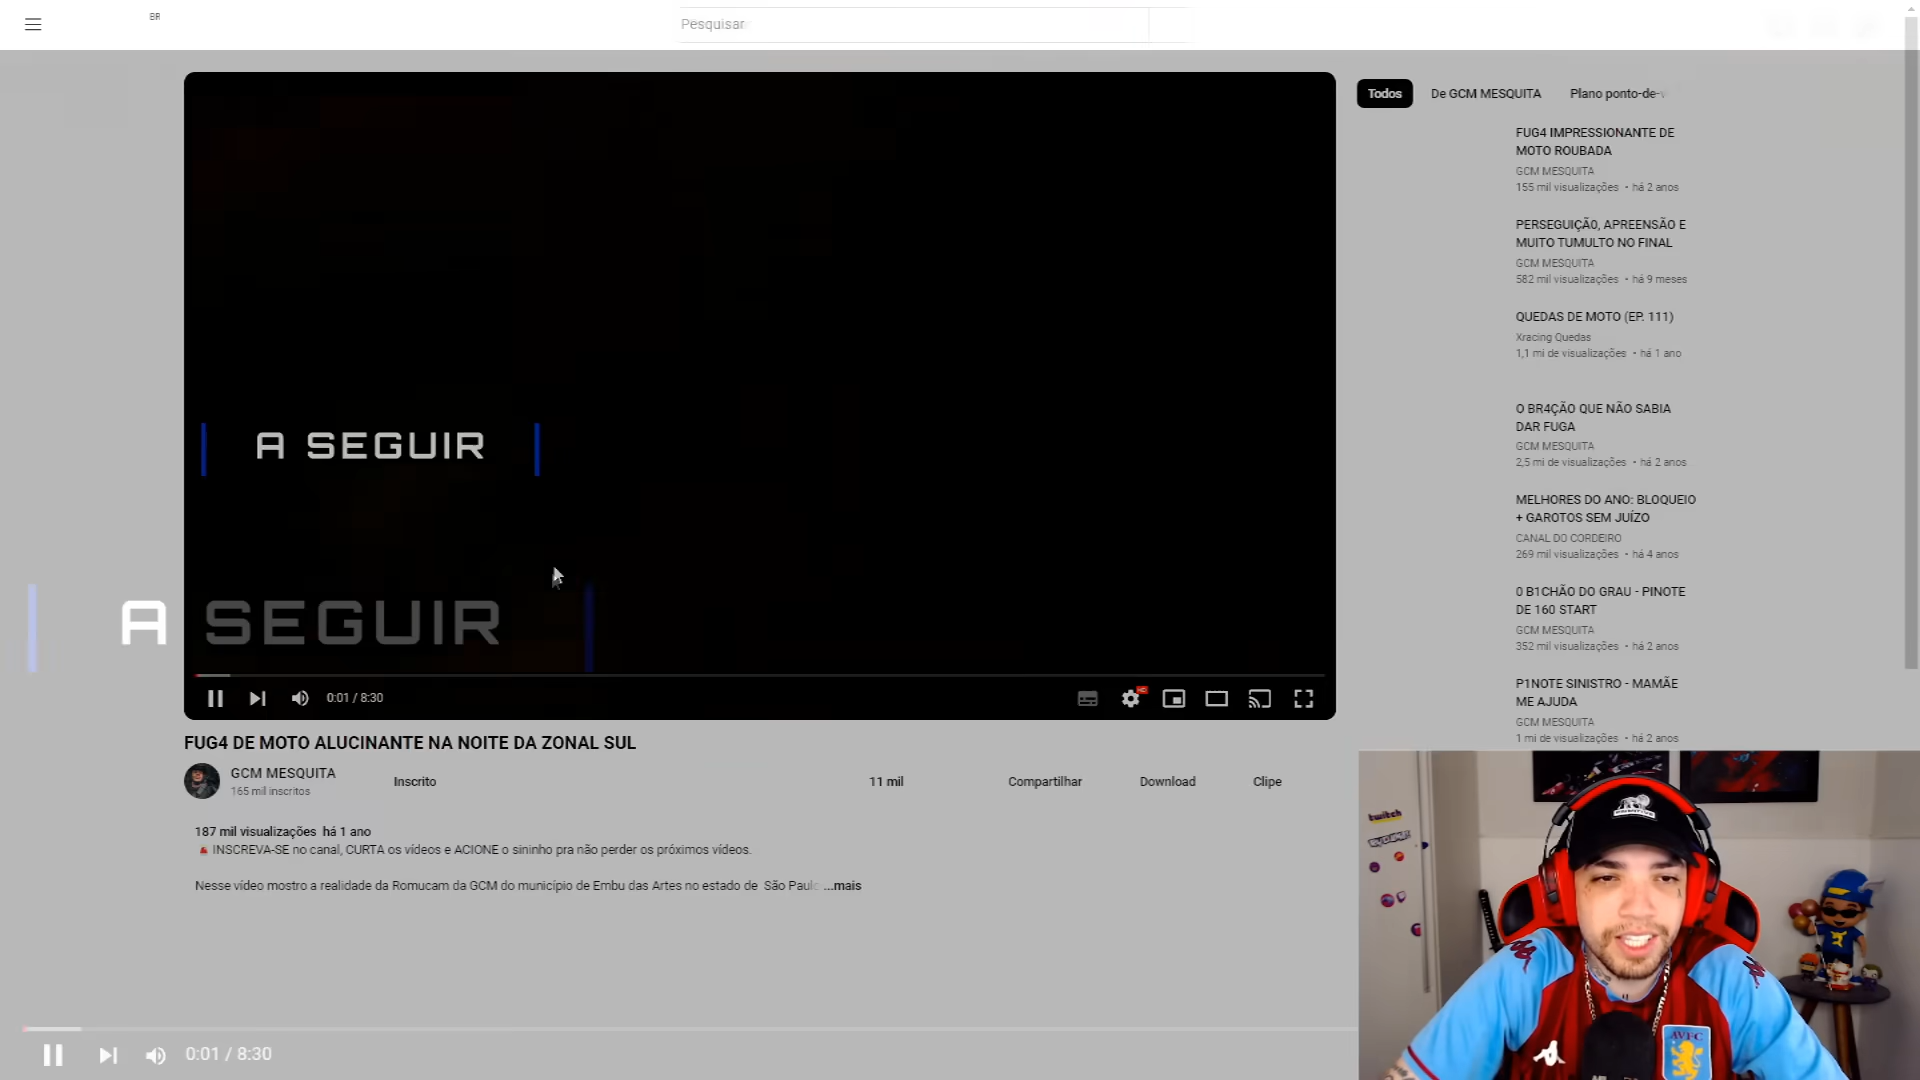 BR
Pesquisar
A SEGUIR
A SEGUIR
0:01 / 8:30
FUG4 DE MOTO ALUCINANTE NA NOITE DA ZONAL SUL
GCM MESQUITA
165 mil inscritos
Inscrito
11 mil
Compartilhar
Download
Clipe
187 mil visualizações há 1 ano
INSCREVA-SE no canal, CURTA os vídeos e ACIONE o sininho pra não perder os próximos vídeos.
Nesse vídeo mostro a realidade da Romucam da GCM do município de Embu das Artes no estado de São Paulo ...mais
0:01 / 8:30
Todos
De GCM MESQUITA
Plano ponto-de-v
FUG4 IMPRESSIONANTE DE
MOTO ROUBADA
GCM MESQUITA
155 mil visualizações • há 2 anos
PERSEGUIÇÃ0, APREENSÃO E
MUITO TUMULTO NO FINAL
GCM MESQUITA
582 mil visualizações • há 9 meses
QUEDAS DE MOTO (EP. 111)
Xracing Quedas
1,1 mi de visualizações • há 1 ano
O BR4ÇÃO QUE NÃO SABIA
DAR FUGA
GCM MESQUITA
2,5 mi de visualizações • há 2 anos
MELHORES DO ANO: BLOQUEIO
+ GAROTOS SEM JUÍZO
CANAL DO CORDEIRO
269 mil visualizações • há 4 anos
0 B1CHÃO DO GRAU - PINOTE
DE 160 START
GCM MESQUITA
352 mil visualizações • há 2 anos
P1NOTE SINISTRO - MAMÃE
ME AJUDA
GCM MESQUITA
1 mi de visualizações • há 2 anos
twitch
AVFC